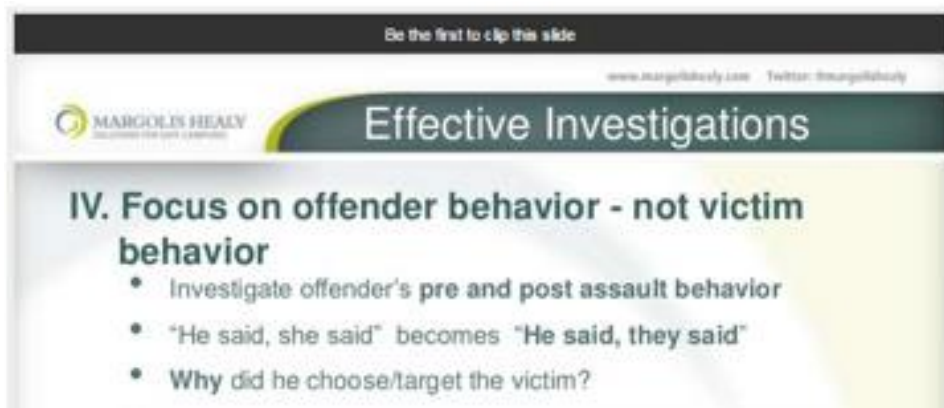 Be the first to clip this slide
www.margolishealy.com Twitter: @margolishealy
MARGOLIS HEALY
Effective Investigations
IV. Focus on offender behavior - not victim
behavior
• Investigate offender's pre and post assault behavior
• "He said, she said" becomes "He said, they said"
• Why did he choose/target the victim?